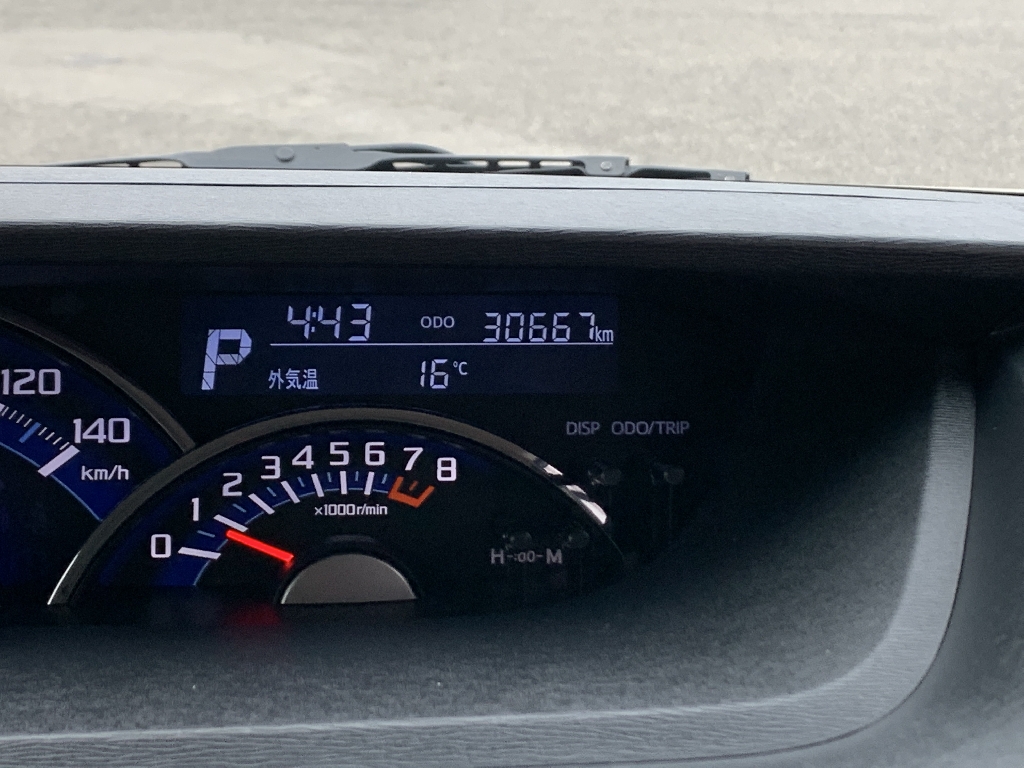 4:43 ODO 30667km
P
外気温 16℃
120
140
km/h
DISP ODO/TRIP
0 1 2 3 4 5 6 7 8
×1000r/min
H-:00-M